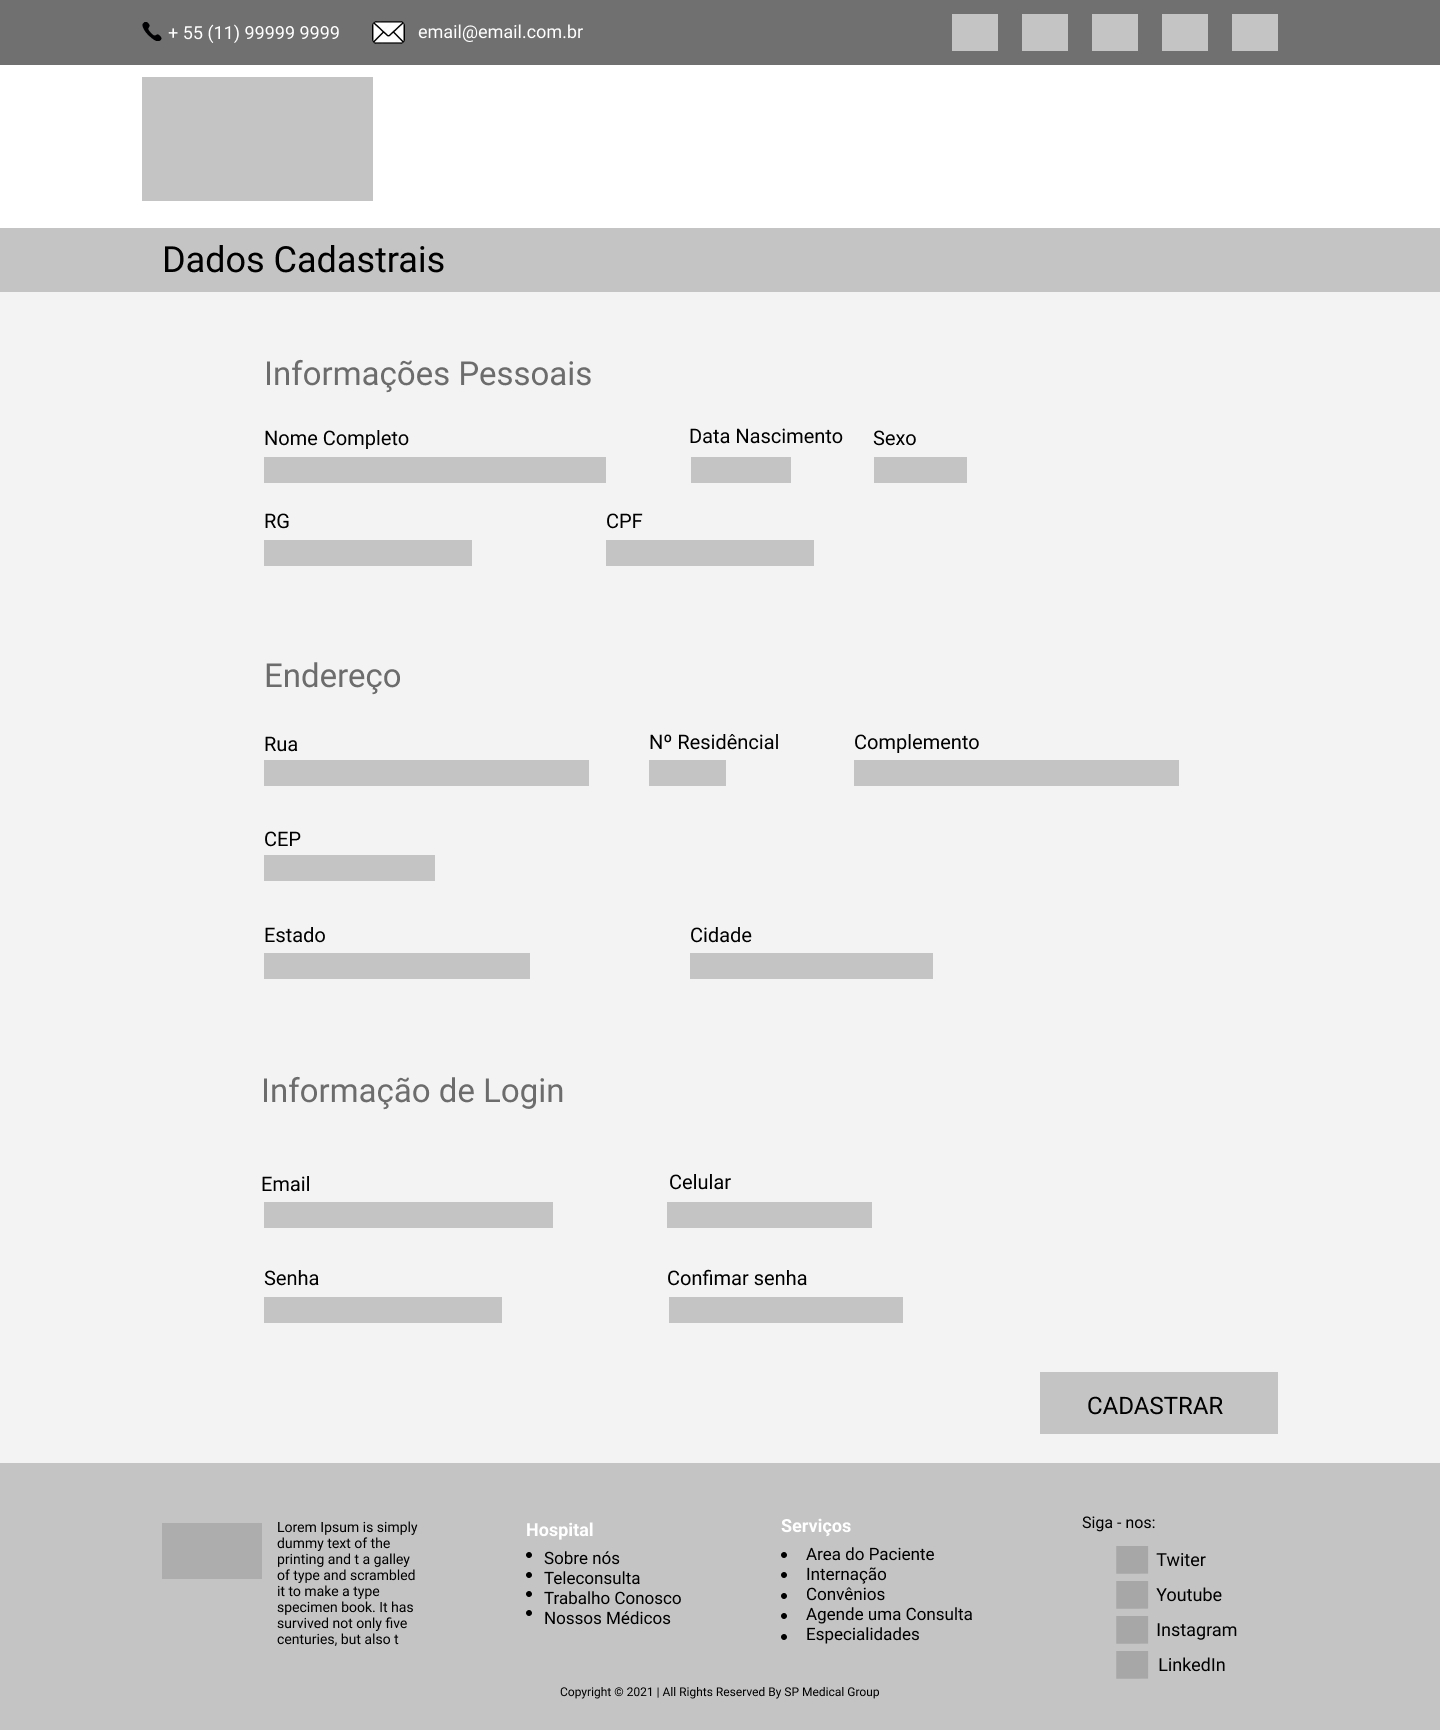 + 55 (11) 99999 9999
email@email.com.br
Dados Cadastrais
Informações Pessoais
Nome Completo
Data Nascimento
Sexo
RG
CPF
Endereço
Rua
Nº Residêncial
Complemento
CEP
Estado
Cidade
Informação de Login
Email
Celular
Senha
Confimar senha
CADASTRAR
Lorem Ipsum is simply
dummy text of the
printing and t a galley
of type and scrambled
it to make a type
specimen book. It has
survived not only five
centuries, but also t
Hospital
Sobre nós
Teleconsulta
Trabalho Conosco
Nossos Médicos
Serviços
Area do Paciente
Internação
Convênios
Agende uma Consulta
Especialidades
Siga - nos:
Twiter
Youtube
Instagram
LinkedIn
Copyright © 2021 | All Rights Reserved By SP Medical Group